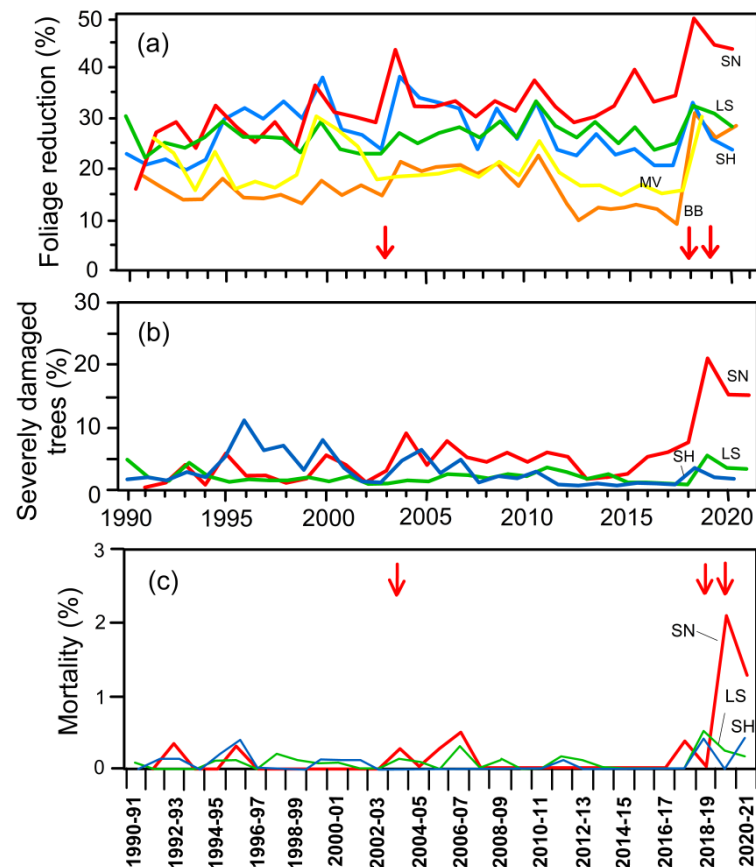 (a)
Foliage reduction (%)
50
40
30
20
10
0
SN
LS
SH
MV
BB
(b)
Severely damaged
trees (%)
30
20
10
0
SN
LS
SH
1990
1995
2000
2005
2010
2015
2020
(c)
Mortality (%)
3
2
1
0
SN
LS
SH
1990-91
1992-93
1994-95
1996-97
1998-99
2000-01
2002-03
2004-05
2006-07
2008-09
2010-11
2012-13
2014-15
2016-17
2018-19
2020-21